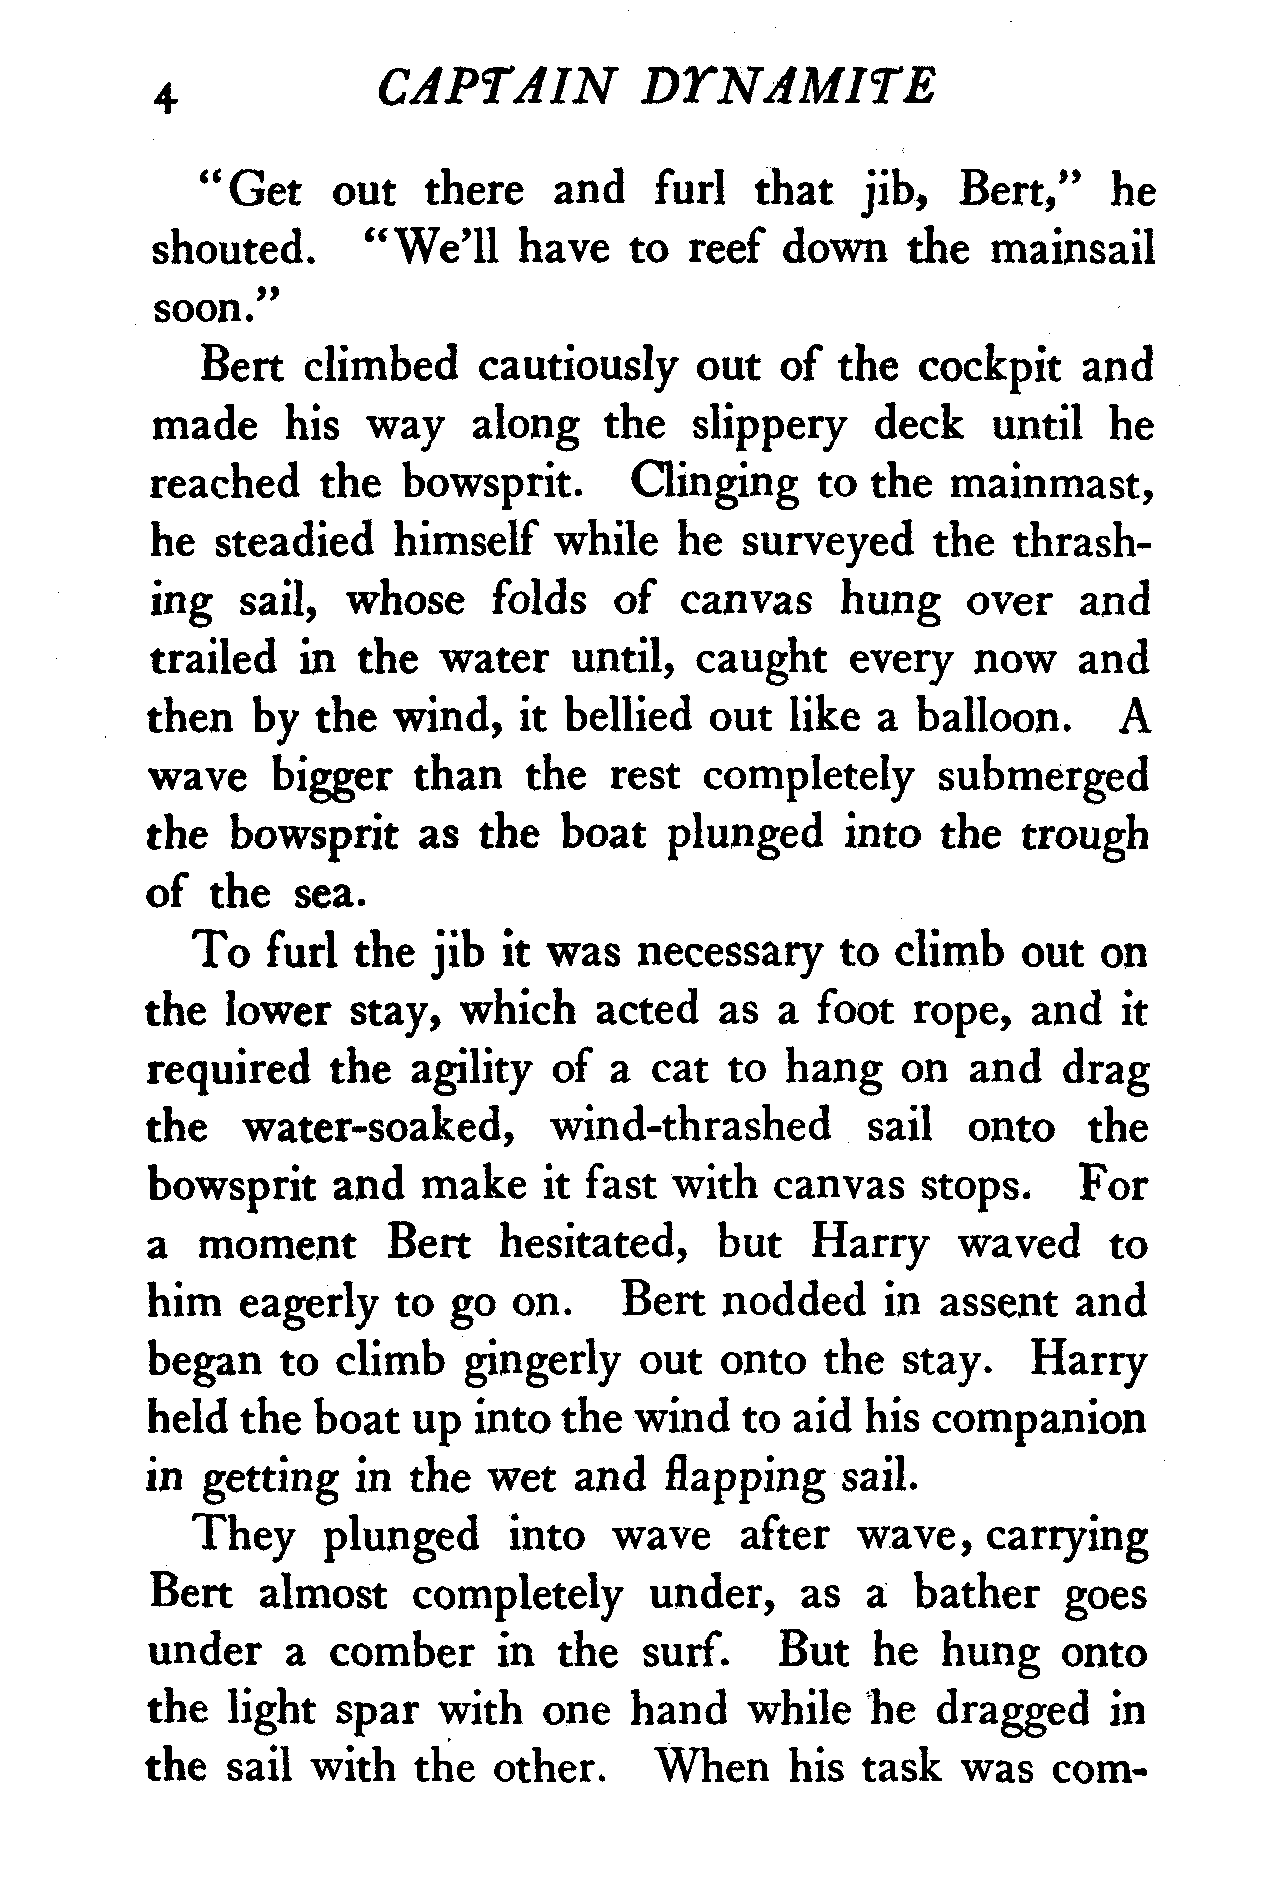 4 CAPTAIN DYNAMITE
“Get out there and furl that jib, Bert,” he
shouted. “We’ll have to reef down the mainsail
soon.”
Bert climbed cautiously out of the cockpit and
made his way along the slippery deck until he
reached the bowsprit. Clinging to the mainmast,
he steadied himself while he surveyed the thrash-
ing sail, whose folds of canvas hung over and
trailed in the water until, caught every now and
then by the wind, it bellied out like a balloon. A
wave bigger than the rest completely submerged
the bowsprit as the boat plunged into the trough
of the sea.
To furl the jib it was necessary to climb out on
the lower stay, which acted as a foot rope, and it
required the agility of a cat to hang on and drag
the water-soaked, wind-thrashed sail onto the
bowsprit and make it fast with canvas stops. For
a moment Bert hesitated, but Harry waved to
him eagerly to go on. Bert nodded in assent and
began to climb gingerly out onto the stay. Harry
held the boat up into the wind to aid his companion
in getting in the wet and flapping sail.
They plunged into wave after wave, carrying
Bert almost completely under, as a bather goes
under a comber in the surf. But he hung onto
the light spar with one hand while he dragged in
the sail with the other. When his task was com-